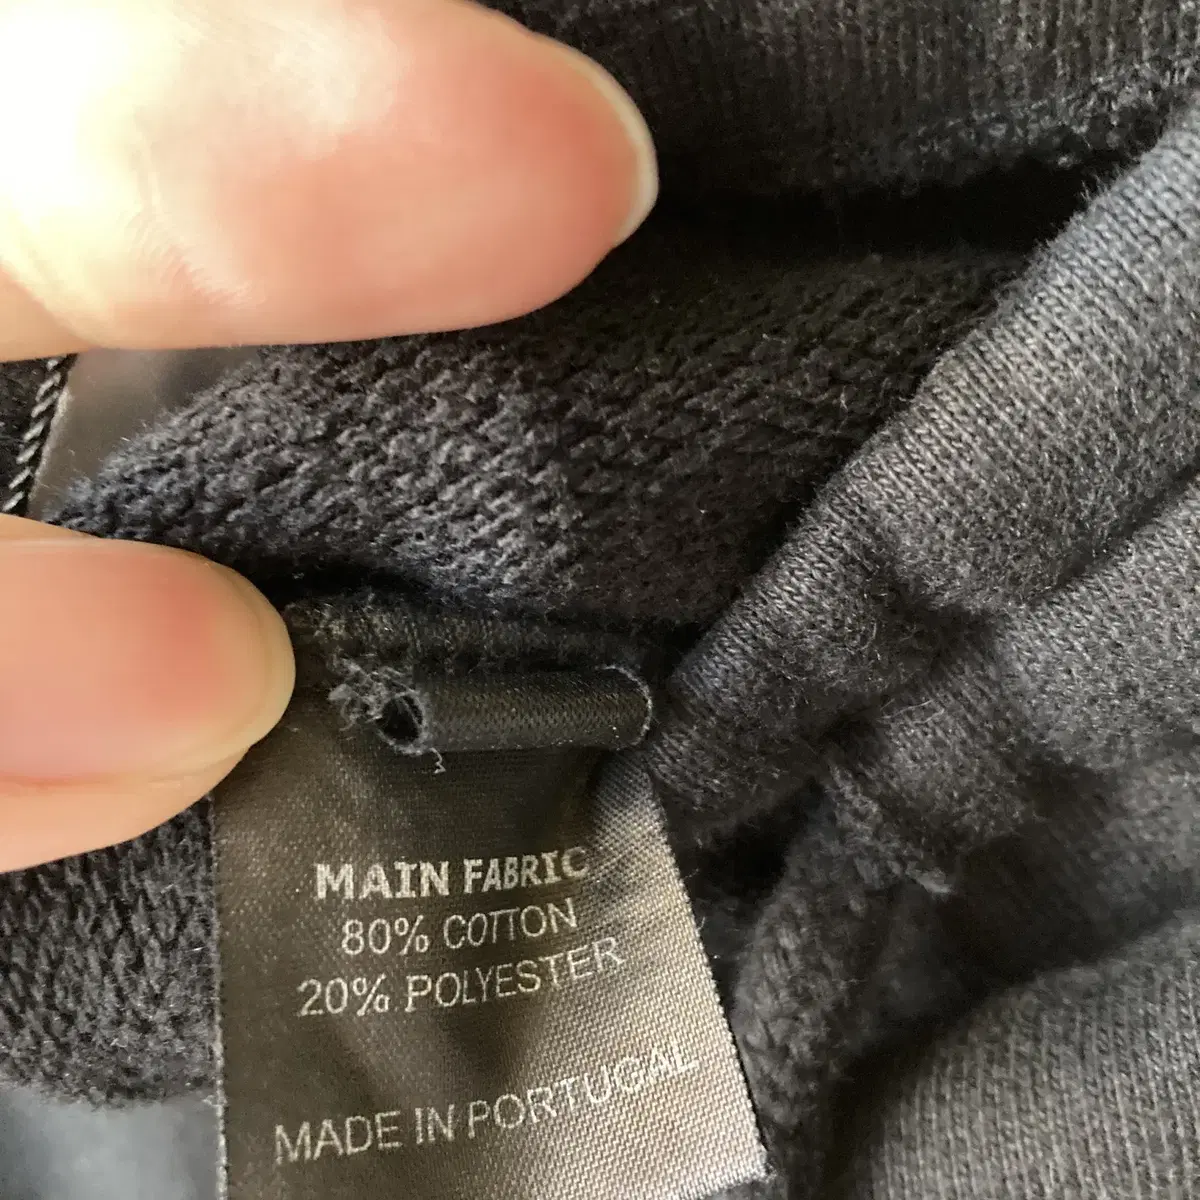 MAIN FABRIC
80% COTTON
20% POLYESTER
MADE IN PORTUGAL